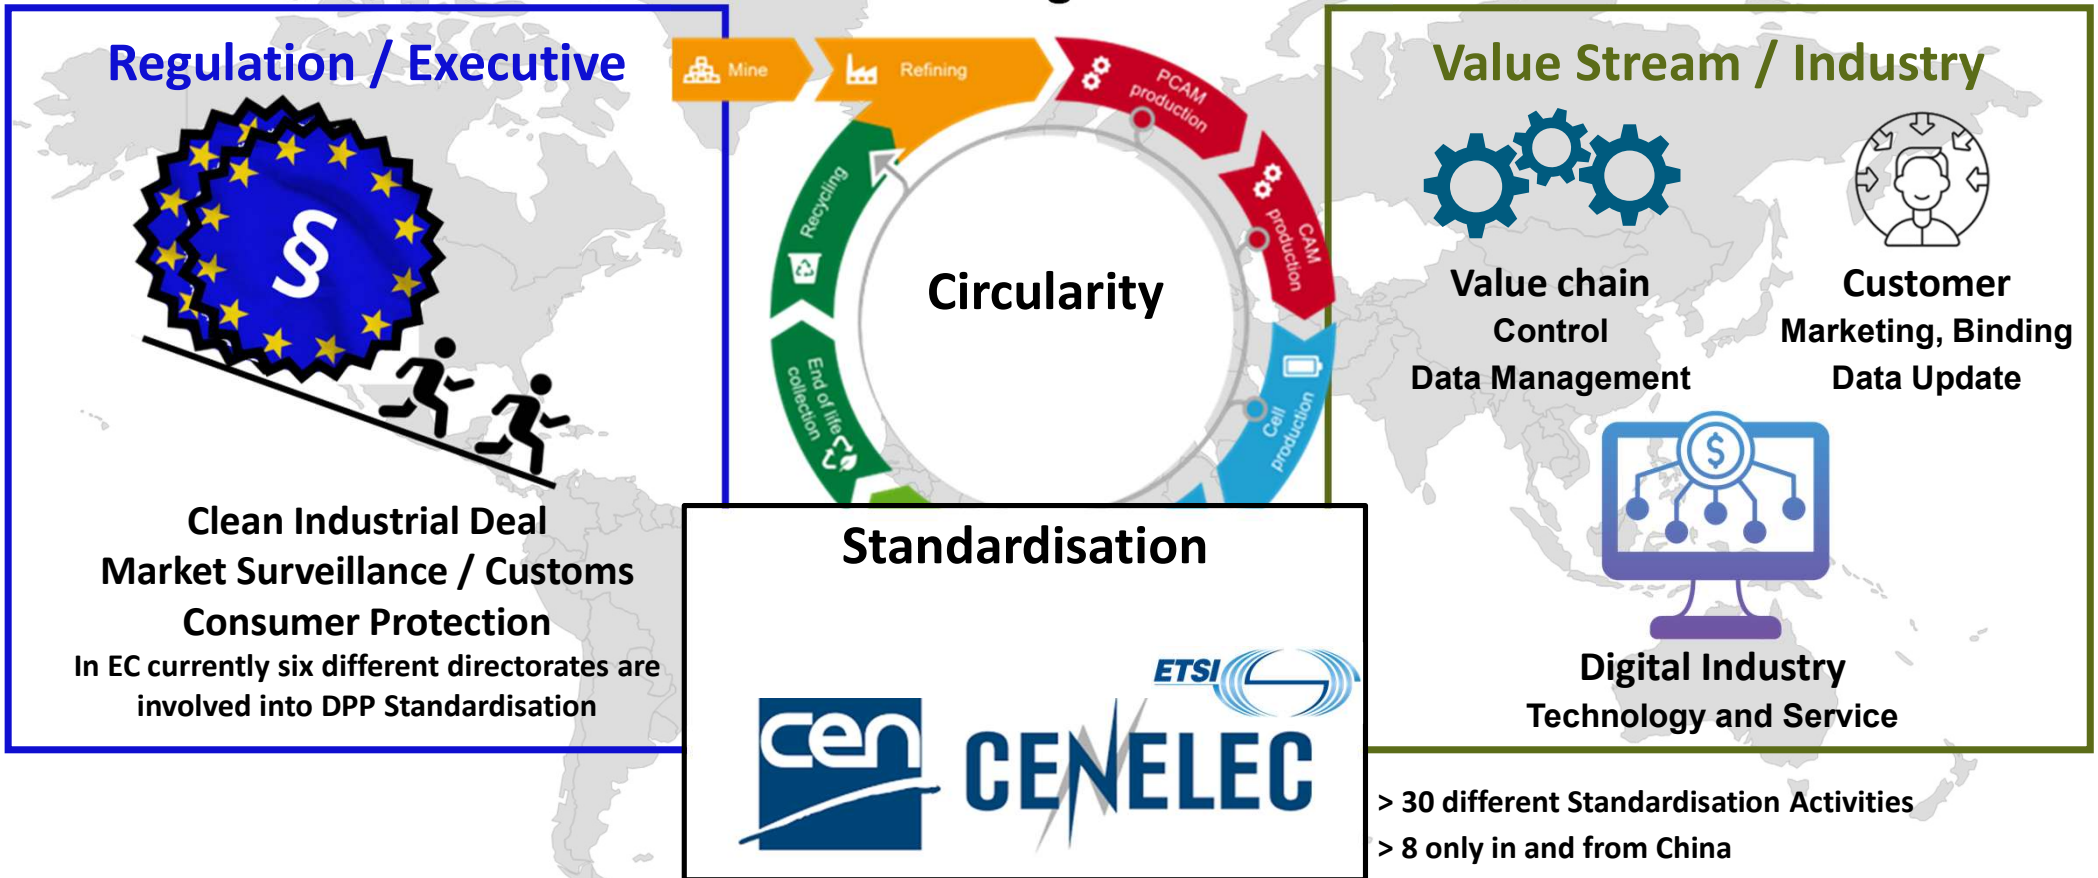 Regulation / Executive
§
Clean Industrial Deal
Market Surveillance / Customs
Consumer Protection
In EC currently six different directorates are
involved into DPP Standardisation
Mine
Refining
PCAM
production
CAM
production
Cell
production
End of life
collection
Recycling
Circularity
Standardisation
ETSI
cen
CENELEC
Value Stream / Industry
Value chain
Control
Data Management
Customer
Marketing, Binding
Data Update
$
Digital Industry
Technology and Service
> 30 different Standardisation Activities
> 8 only in and from China